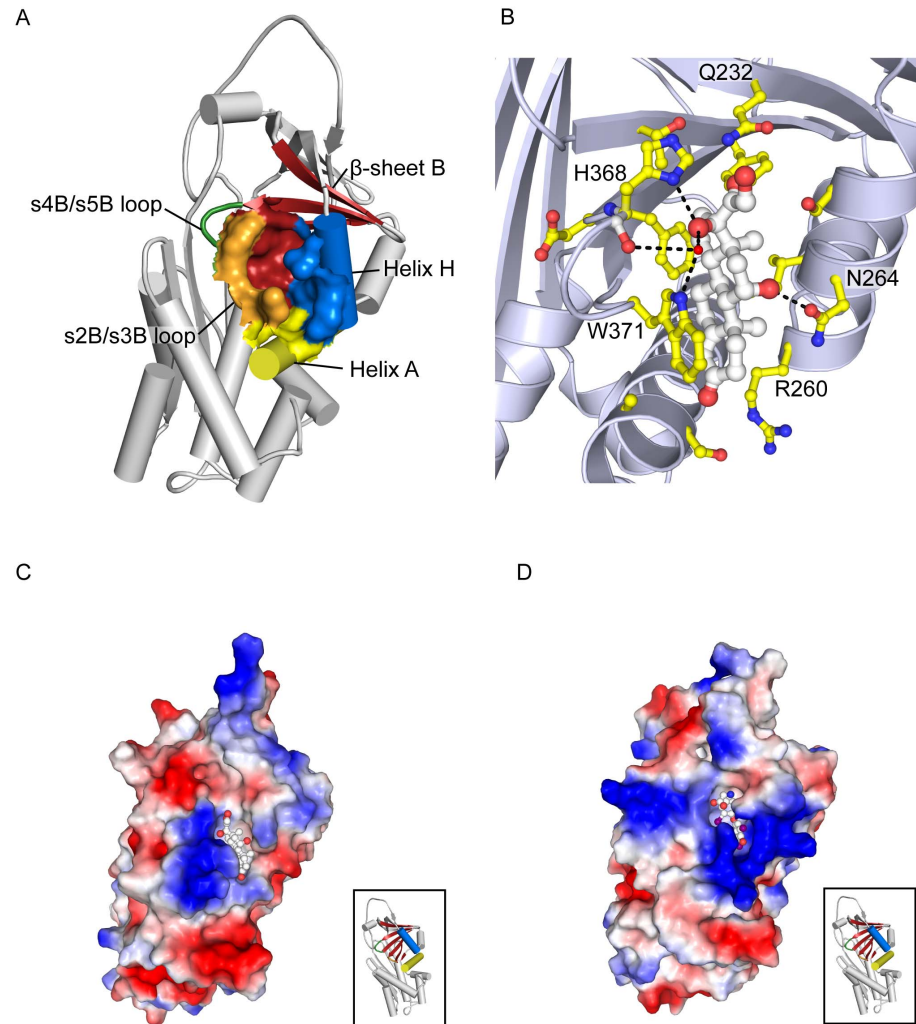 A
β-sheet B
s4B/s5B loop
Helix H
s2B/s3B loop
Helix A
B
Q232
H368
N264
W371
R260
C
D